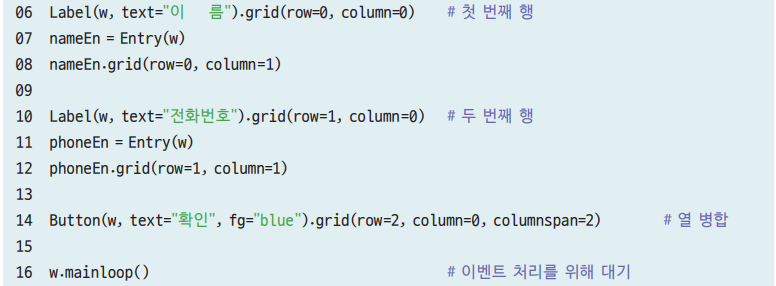 06 Label(w, text="이   름").grid(row=0, column=0) # 첫 번째 행
07 nameEn = Entry(w)
08 nameEn.grid(row=0, column=1)
09
10 Label(w, text="전화번호").grid(row=1, column=0) # 두 번째 행
11 phoneEn = Entry(w)
12 phoneEn.grid(row=1, column=1)
13
14 Button(w, text="확인", fg="blue").grid(row=2, column=0, columnspan=2) # 열 병합
15
16 w.mainloop() # 이벤트 처리를 위해 대기